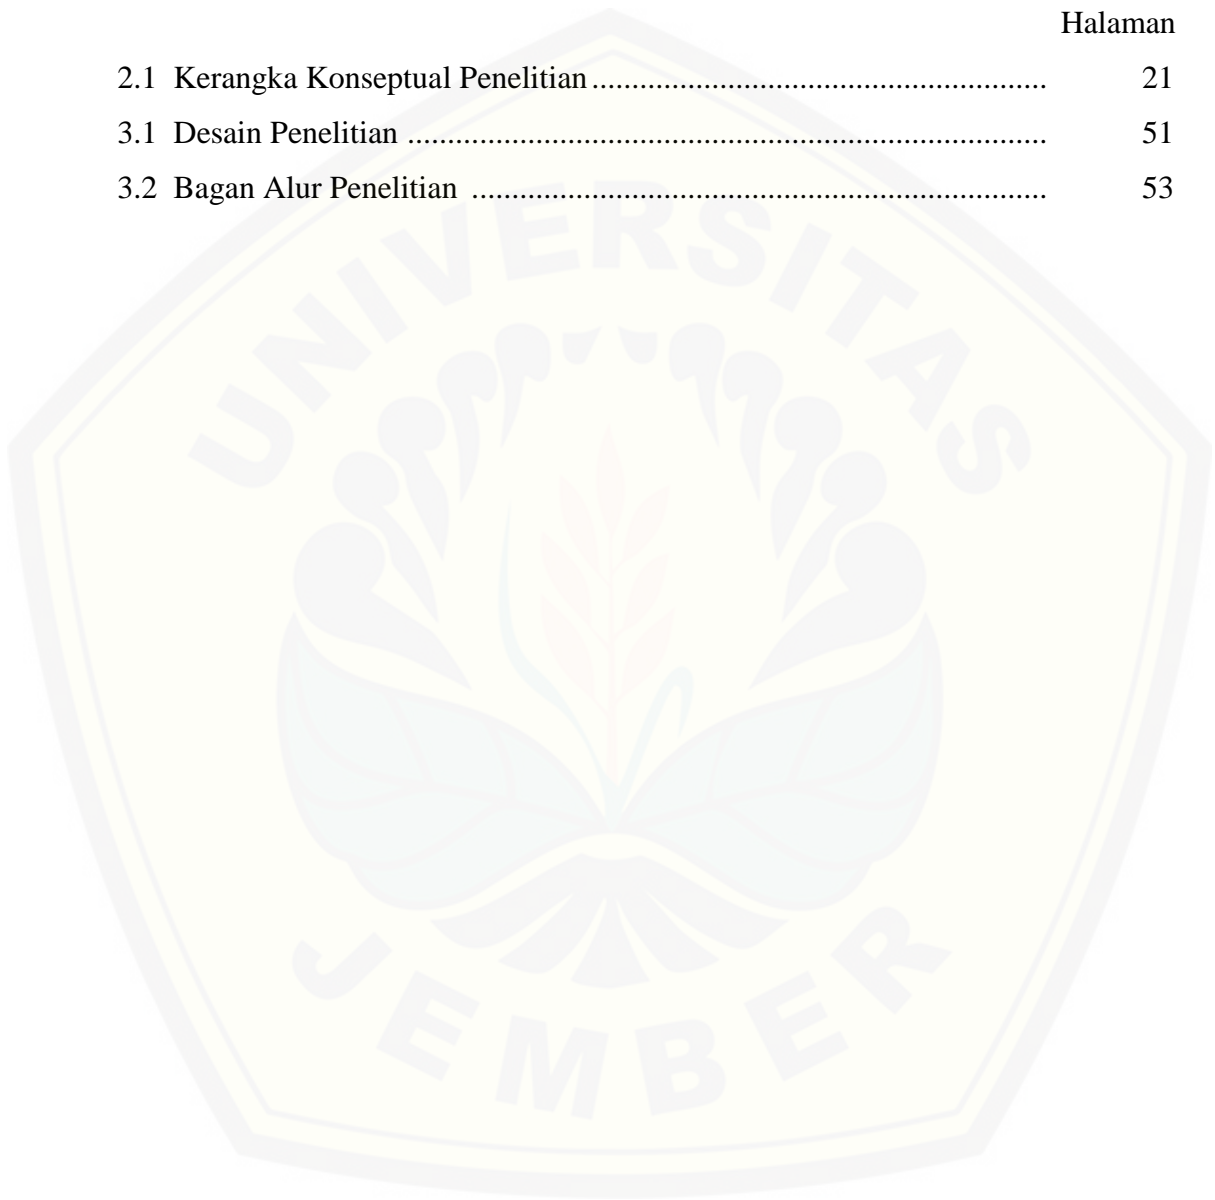 Halaman
2.1 Kerangka Konseptual Penelitian ......................................................... 21
3.1 Desain Penelitian ................................................................................ 51
3.2 Bagan Alur Penelitian ........................................................................ 53
UNIVERSITAS
JEMBER